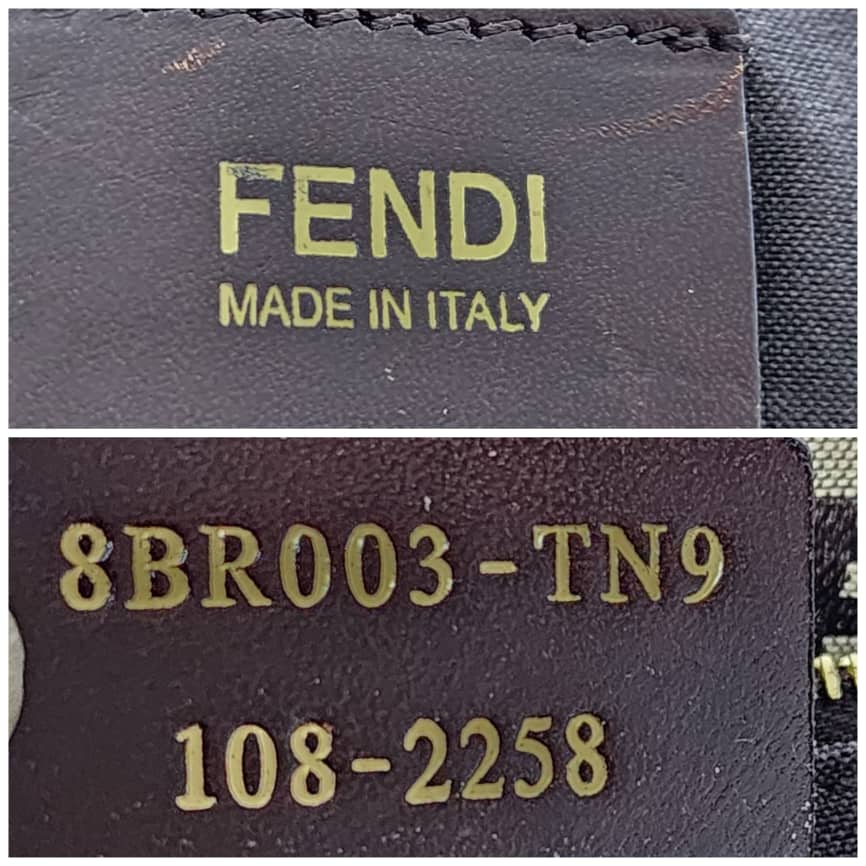 FENDI
MADE IN ITALY
8BR003-TN9
108-2258